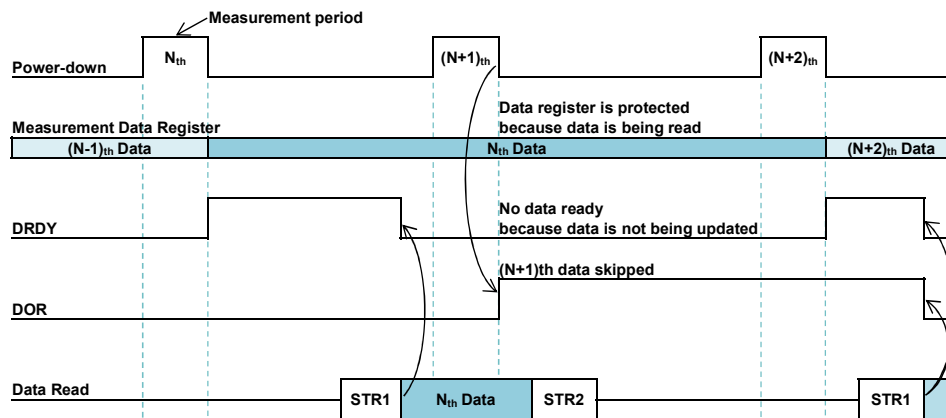 Measurement period
Power-down
Nth
(N+1)th
(N+2)th
Data register is protected
because data is being read
Measurement Data Register
(N-1)th Data
Nth Data
(N+2)th Data
DRDY
No data ready
because data is not being updated
(N+1)th data skipped
DOR
Data Read
STR1
Nth Data
STR2
STR1